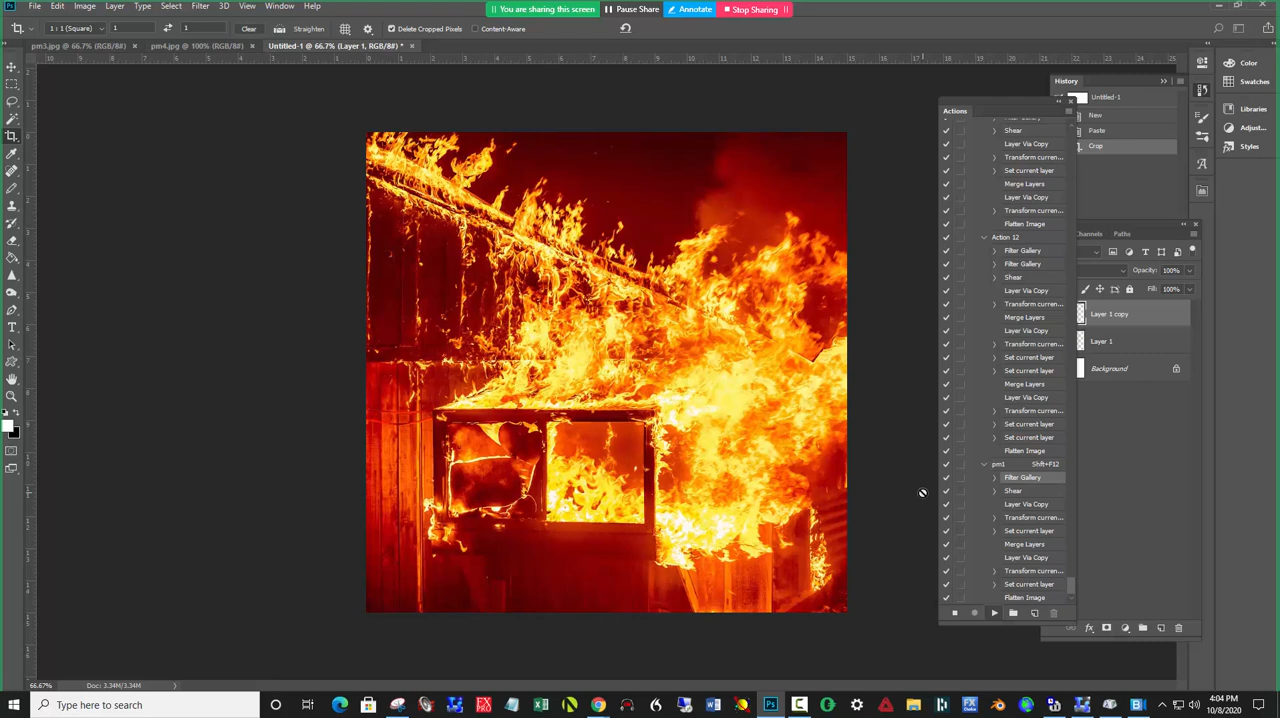 You are sharing this screen
Pause Share
Annotate
Stop Sharing
Ps File Edit Image Layer Type Select Filter 3D View Window Help
1 : 1 (Square) 1 1 Clear Straighten Delete Cropped Pixels Content-Aware
pm3.jpg @ 66.7% (RGB/8#) × pm4.jpg @ 100% (RGB/8#) × Untitled-1 @ 66.7% (Layer 1, RGB/8#) * ×
History
Untitled-1
New
Paste
Crop
Color
Swatches
Libraries
Adjust...
Styles
Actions
Shear
Layer Via Copy
Transform curren...
Set current layer
Merge Layers
Layer Via Copy
Transform curren...
Flatten Image
Action 12
Filter Gallery
Filter Gallery
Shear
Layer Via Copy
Transform curren...
Merge Layers
Layer Via Copy
Transform curren...
Set current layer
Set current layer
Merge Layers
Layer Via Copy
Transform curren...
Set current layer
Set current layer
Flatten Image
pm1 Shift+F12
Filter Gallery
Shear
Layer Via Copy
Transform curren...
Set current layer
Merge Layers
Layer Via Copy
Transform curren...
Set current layer
Flatten Image
Paths
Opacity: 100%
Fill: 100%
Layer 1 copy
Layer 1
Background
66.67% Doc: 3.34M/3.34M
Type here to search
4:04 PM
10/8/2020